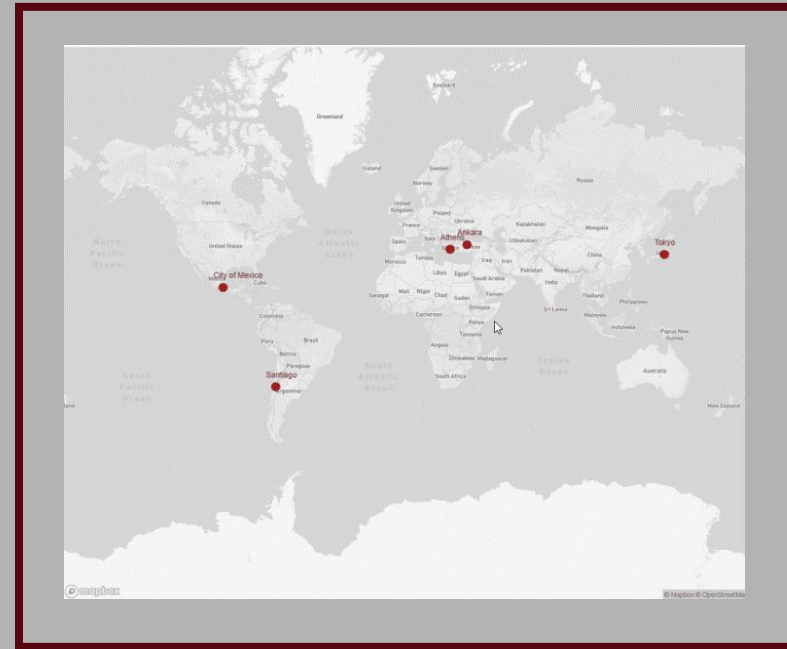 Svalbard
Greenland
Iceland
Sweden
Norway
Russia
Canada
United
Kingdom
Poland
Ukraine
Kazakhstan
Mongolia
France
North
Pacific
Ocean
North
Atlantic
Ocean
Ankara
Athens
Italy
Spain
Uzbekistan
Tokyo
United States
China
Morocco
Tunisia
Iraq
Iran
Pakistan
Nepal
City of Mexico
Cuba
Libya
Egypt
Saudi Arabia
India
Senegal
Mali
Niger
Chad
Sudan
Yemen
Thailand
Philippines
Ethiopia
Sri Lanka
Colombia
Cameroon
Kenya
Malaysia
Indonesia
Papua New
Guinea
Tanzania
Peru
Brazil
Angola
Bolivia
Zimbabwe
Madagascar
Paraguay
South
Pacific
Ocean
South
Atlantic
Ocean
Indian
Ocean
Santiago
South Africa
Australia
Argentina
land
New Zealand
mapbox
© Mapbox © OpenStreetMa